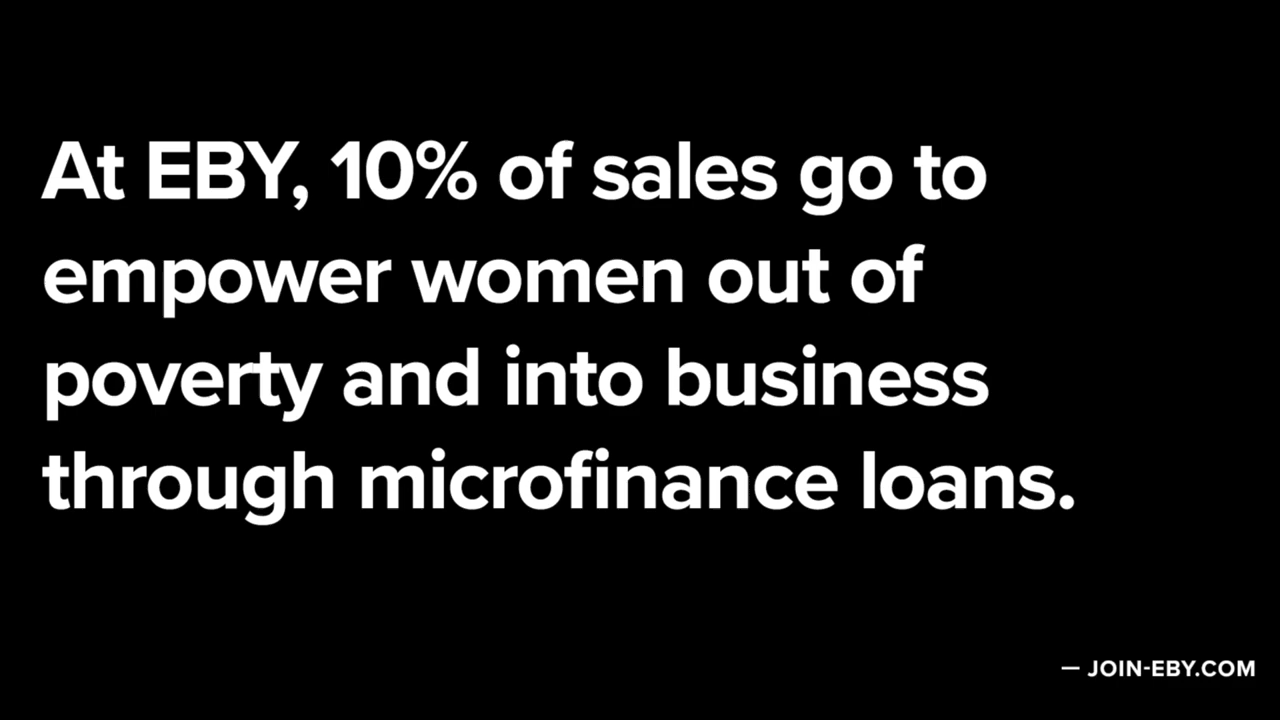 At EBY, 10% of sales go to
empower women out of
poverty and into business
through microfinance loans.
— JOIN-EBY.COM